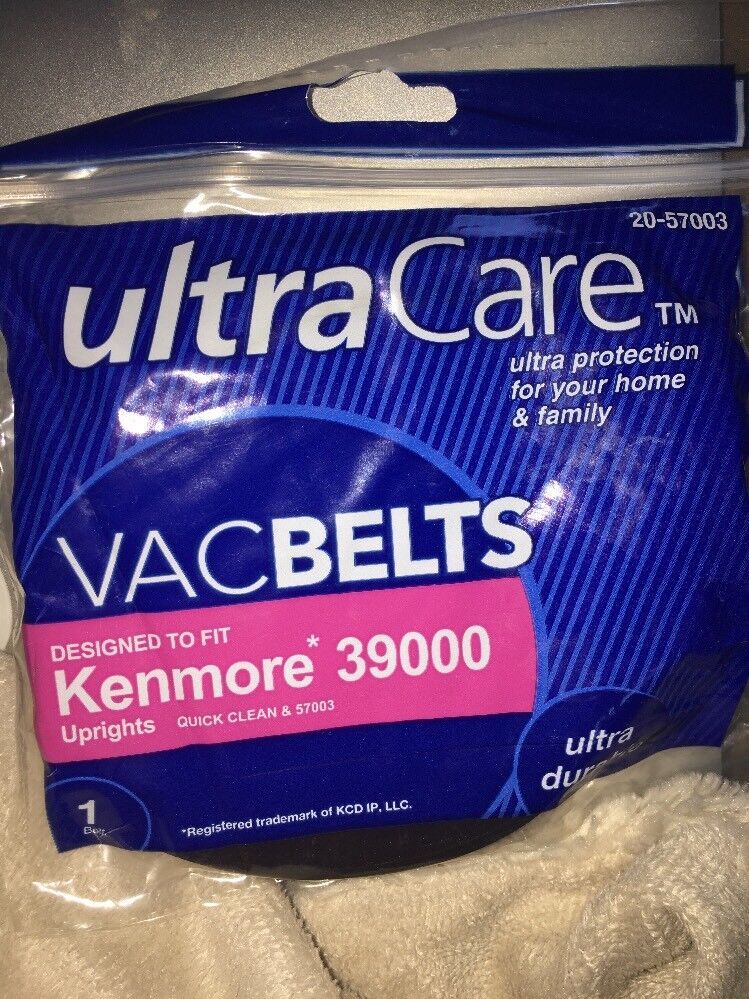 20-57003
ultraCare™
ultra protection
for your home
& family
VACBELTS
DESIGNED TO FIT
Kenmore* 39000
Uprights QUICK CLEAN & 57003
ultra
1
Belt
*Registered trademark of KCD IP, LLC.